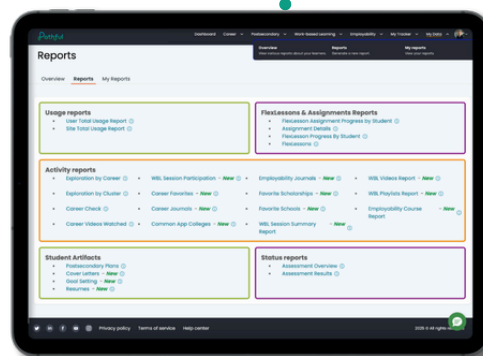 Pathful
Dashboard Career Postsecondary Work-Based Learning Employability My Tracker My Data
Overview Reports My reports
View various reports about your learners. Generate a new report. View your reports.
Reports
Overview Reports My Reports
Usage reports
User Total Usage Report
Site Total Usage Report
FlexLessons & Assignments Reports
FlexLesson Assignment Progress by Student
Assignment Details
FlexLesson Progress By Student
FlexLessons
Activity reports
Exploration by Career
WBL Session Participation - New
Employability Journals - New
WBL Videos Report - New
Exploration by Cluster
Career Favorites - New
Favorite Scholarships - New
WBL Playlists Report - New
Career Check
Career Journals - New
Favorite Schools - New
Employability Course - New
Report
Career Videos Watched
Common App Colleges - New
WBL Session Summary - New
Report
Student Artifacts
Postsecondary Plans
Cover Letters - New
Goal Setting - New
Resumes - New
Status reports
Assessment Overview
Assessment Results
Privacy policy Terms of service Help center
2025 © All rights